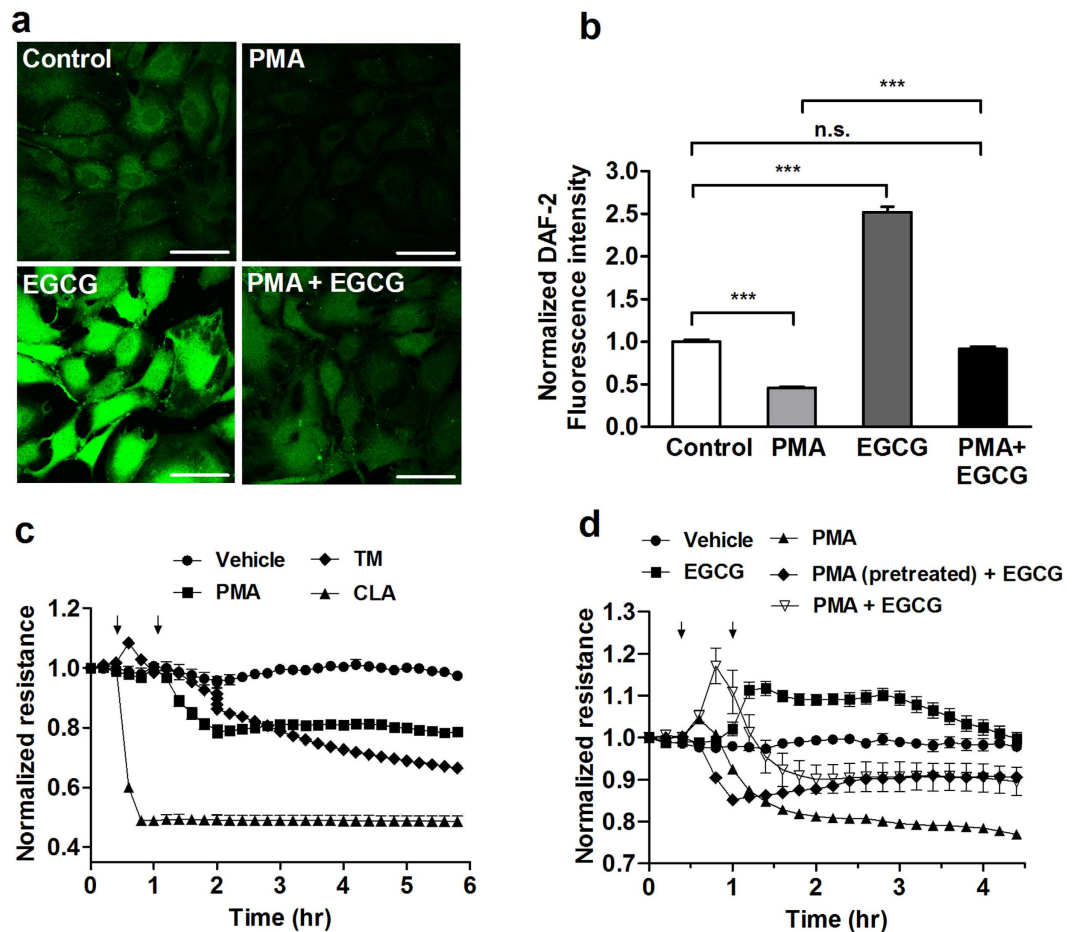 a
Control
PMA
EGCG
PMA + EGCG
b
***
n.s.
***
***
Normalized DAF-2
Fluorescence intensity
3.0
2.5
2.0
1.5
1.0
0.5
0.0
Control
PMA
EGCG
PMA+
EGCG
c
Vehicle
TM
PMA
CLA
Normalized resistance
1.2
1.0
0.8
0.6
0.4
0 1 2 3 4 5 6
Time (hr)
d
Vehicle
PMA
EGCG
PMA (pretreated) + EGCG
PMA + EGCG
Normalized resistance
1.3
1.2
1.1
1.0
0.9
0.8
0.7
0 1 2 3 4
Time (hr)